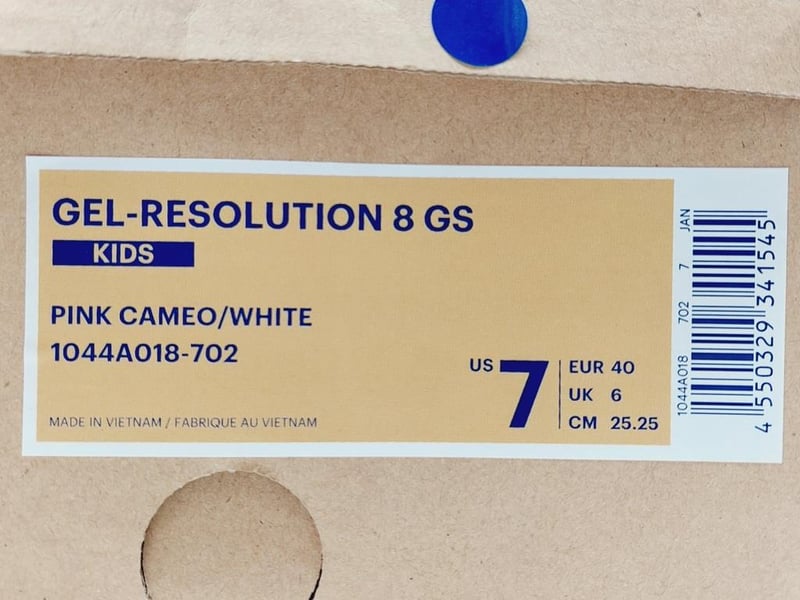 GEL-RESOLUTION 8 GS
KIDS
PINK CAMEO/WHITE
1044A018-702
MADE IN VIETNAM / FABRIQUE AU VIETNAM
US 7
EUR 40
UK 6
CM 25.25
1044A018 702 7 JAN
4 550329 341545